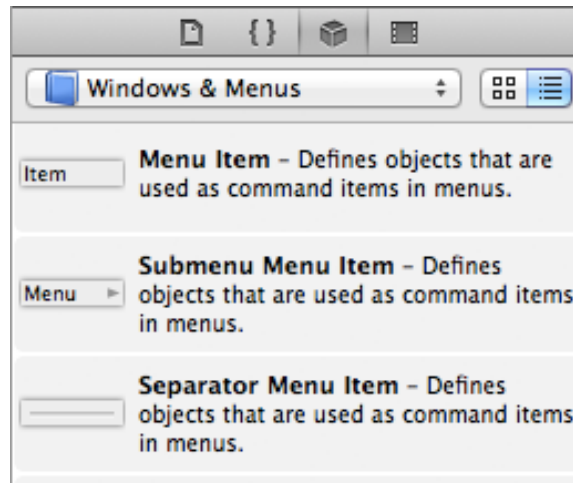 { }
Windows & Menus
Item
Menu Item – Defines objects that are
used as command items in menus.
Menu
Submenu Menu Item – Defines
objects that are used as command items
in menus.
Separator Menu Item – Defines
objects that are used as command items
in menus.